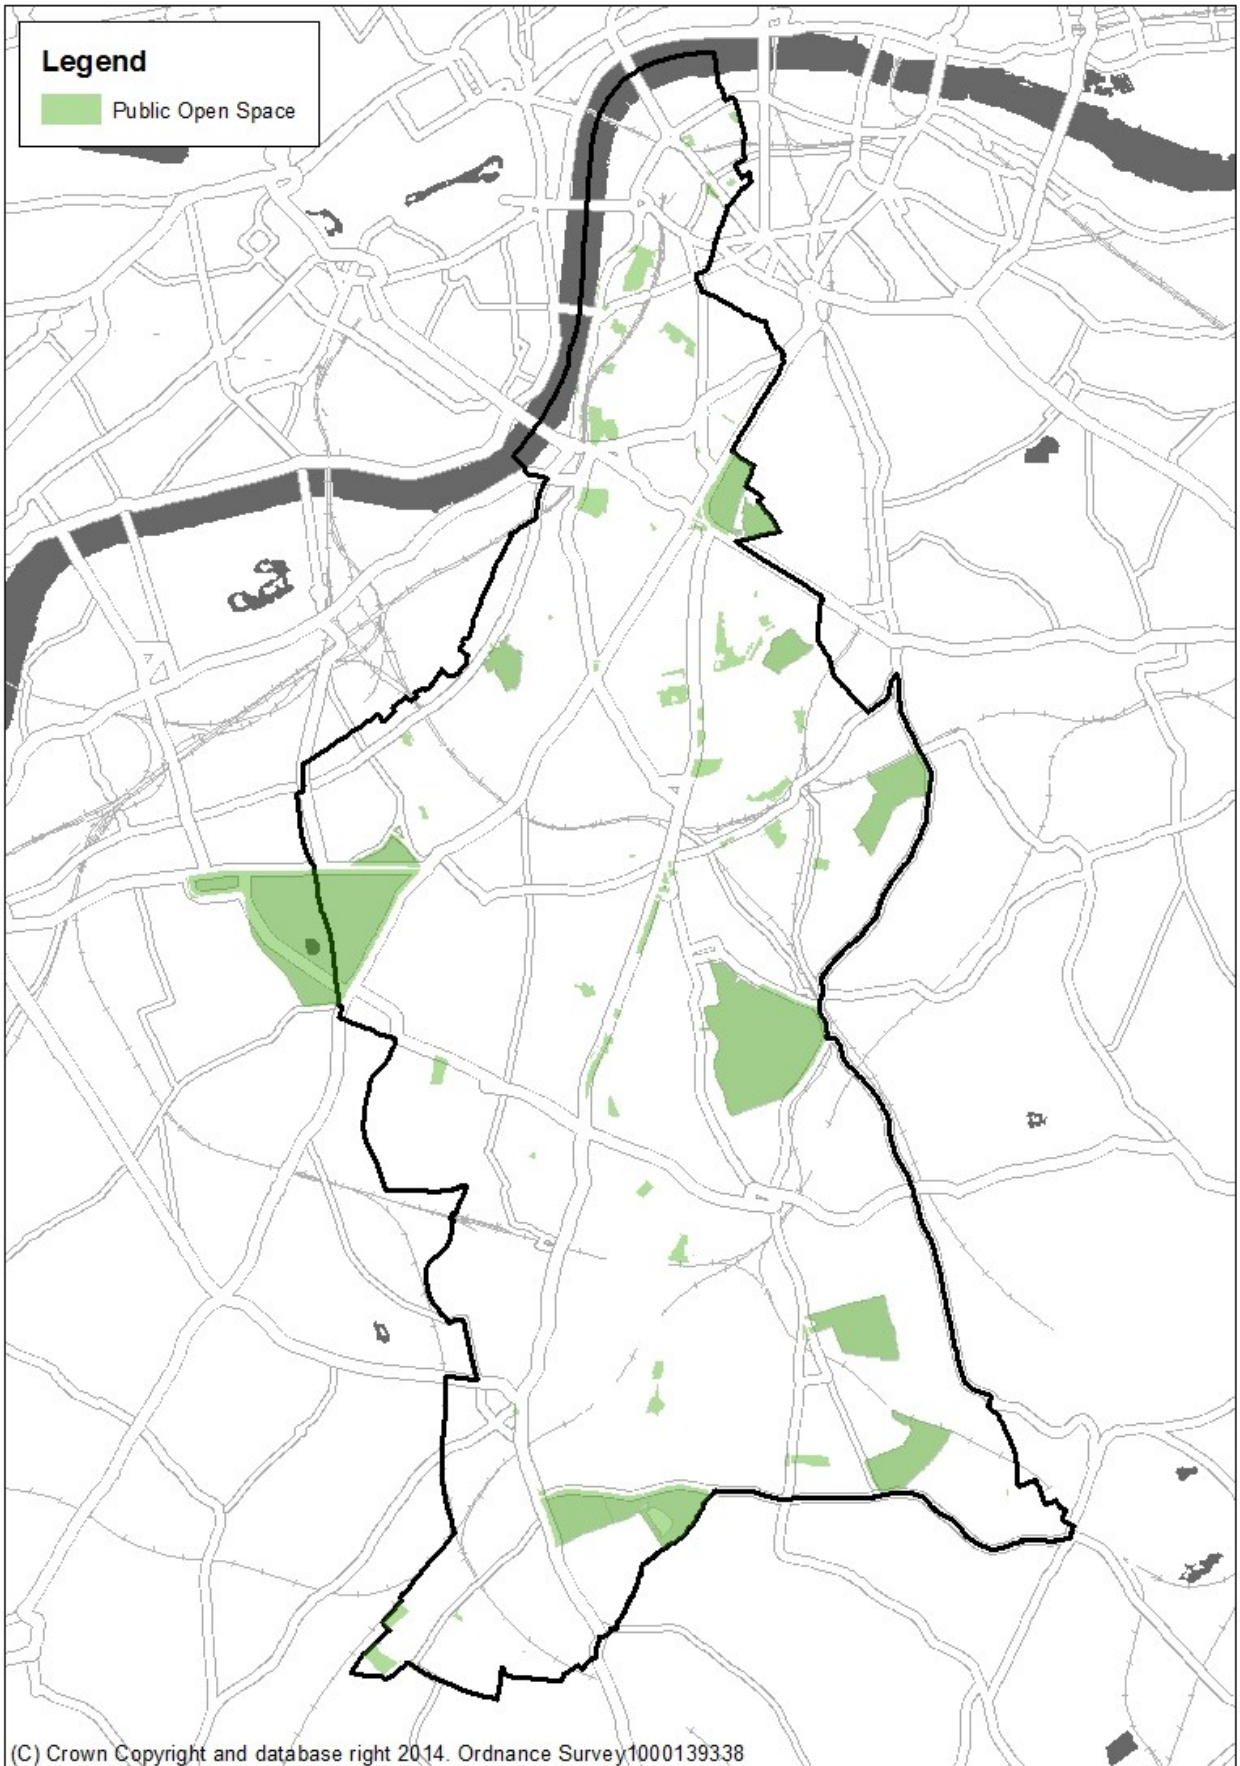 Legend
Public Open Space
(C) Crown Copyright and database right 2014. Ordnance Survey1000139338